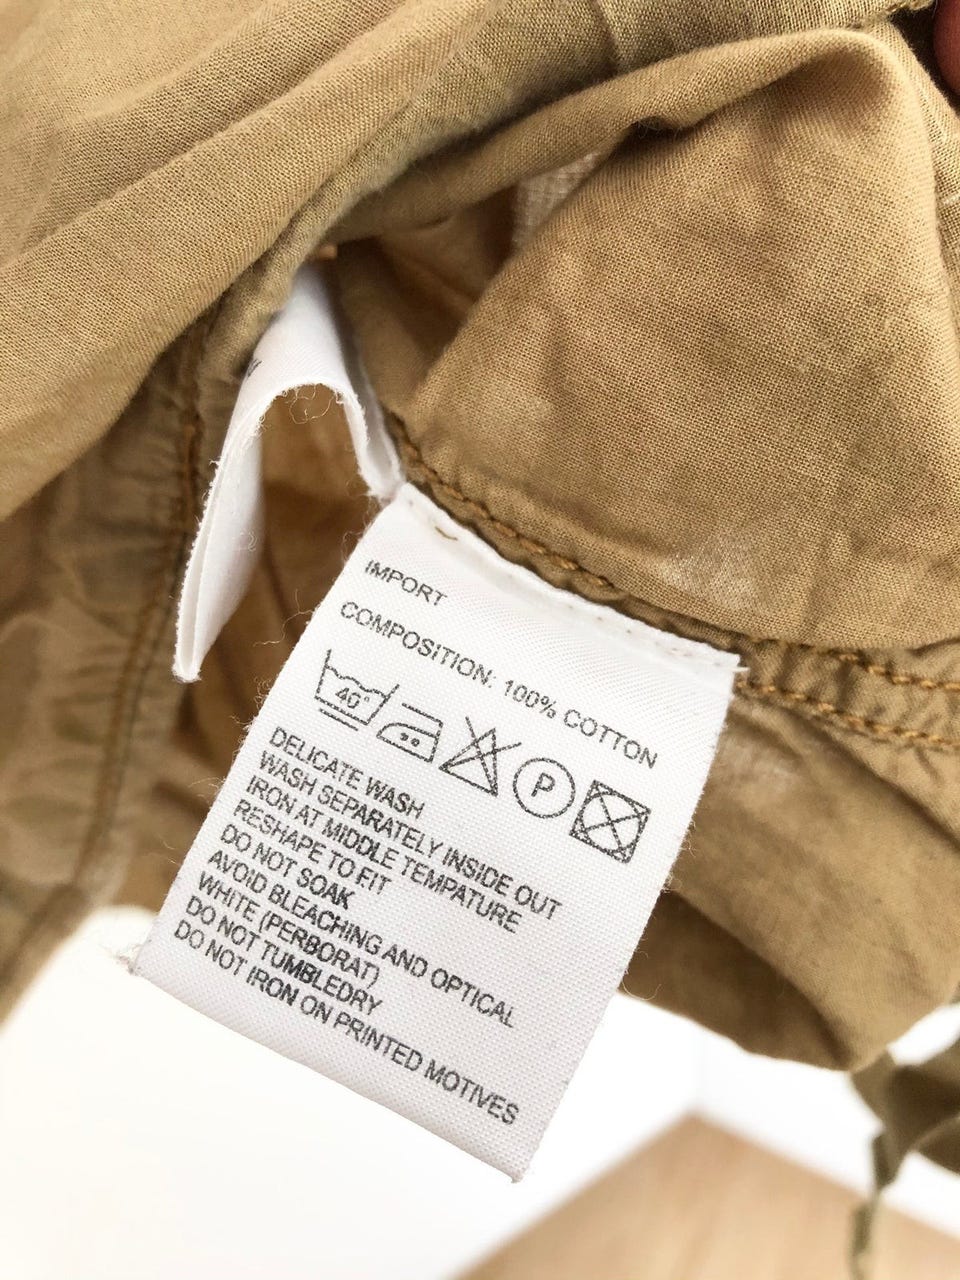 IMPORT
COMPOSITION: 100% COTTON
40° P
DELICATE WASH
WASH SEPARATELY INSIDE OUT
IRON AT MIDDLE TEMPATURE
RESHAPE TO FIT
DO NOT SOAK
AVOID BLEACHING AND OPTICAL
WHITE (PERBORAT)
DO NOT TUMBLEDRY
DO NOT IRON ON PRINTED MOTIVES